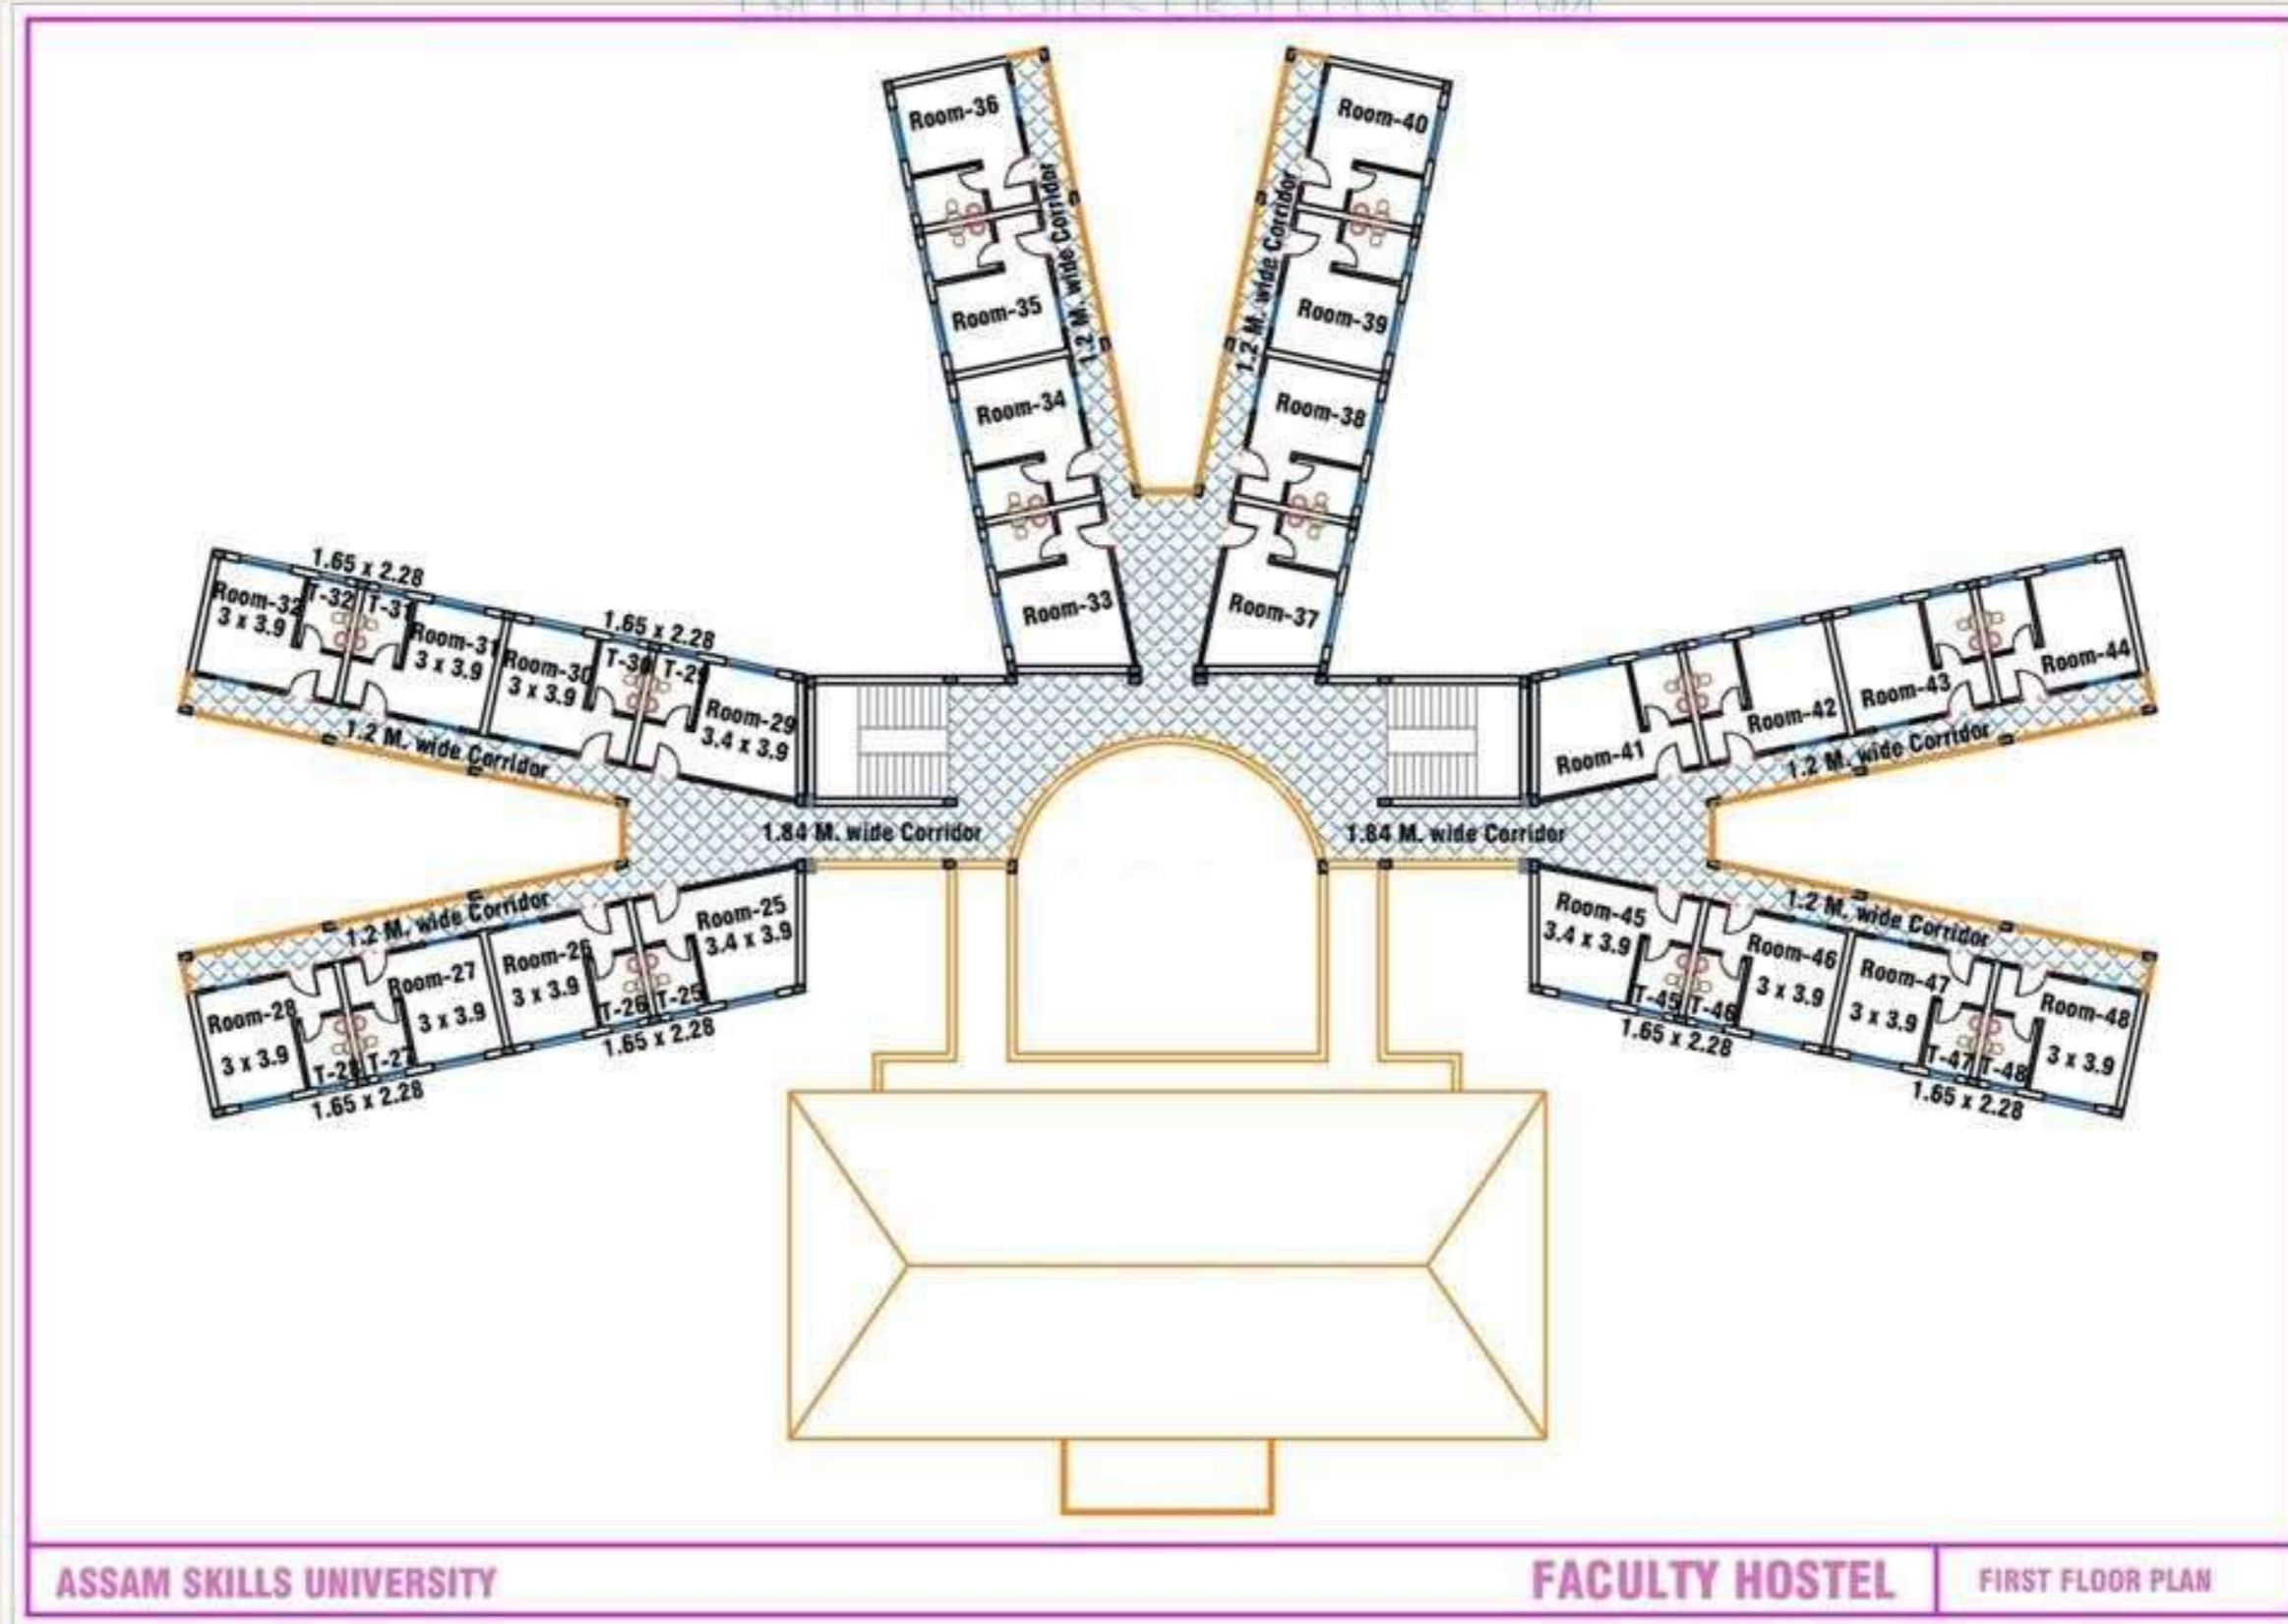 Room-36
Room-40
1.2 M. wide Corridor
1.2 M. wide Corridor
Room-35
Room-39
Room-34
Room-38
Room-33
Room-37
1.65 x 2.28
Room-32
3 x 3.9
T-32
T-31
Room-31
3 x 3.9
1.65 x 2.28
Room-30
3 x 3.9
T-30
T-29
Room-29
3.4 x 3.9
1.2 M. wide Corridor
Room-41
Room-42
Room-43
Room-44
1.2 M. wide Corridor
1.84 M. wide Corridor
1.84 M. wide Corridor
1.2 M. wide Corridor
Room-28
3 x 3.9
T-28
T-27
Room-27
3 x 3.9
1.65 x 2.28
Room-26
3 x 3.9
T-26
T-25
Room-25
3.4 x 3.9
1.65 x 2.28
1.2 M. wide Corridor
Room-45
3.4 x 3.9
T-45
T-46
Room-46
3 x 3.9
1.65 x 2.28
Room-47
3 x 3.9
T-47
T-48
Room-48
3 x 3.9
1.65 x 2.28
ASSAM SKILLS UNIVERSITY
FACULTY HOSTEL
FIRST FLOOR PLAN